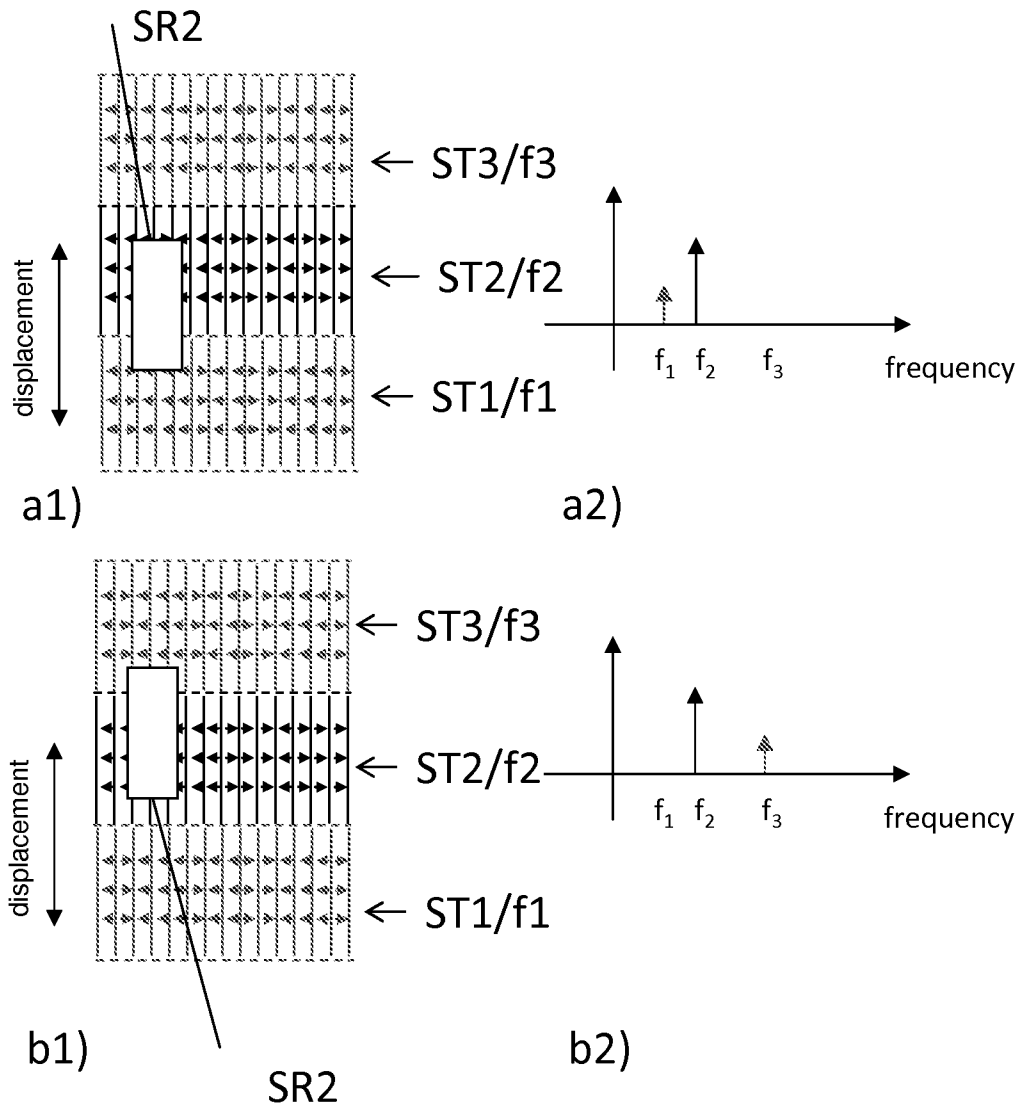 SR2
ST3/f3
ST2/f2
ST1/f1
displacement
f1 f2 f3
frequency
a1)
a2)
ST3/f3
ST2/f2
ST1/f1
displacement
f1 f2 f3
frequency
b1)
b2)
SR2